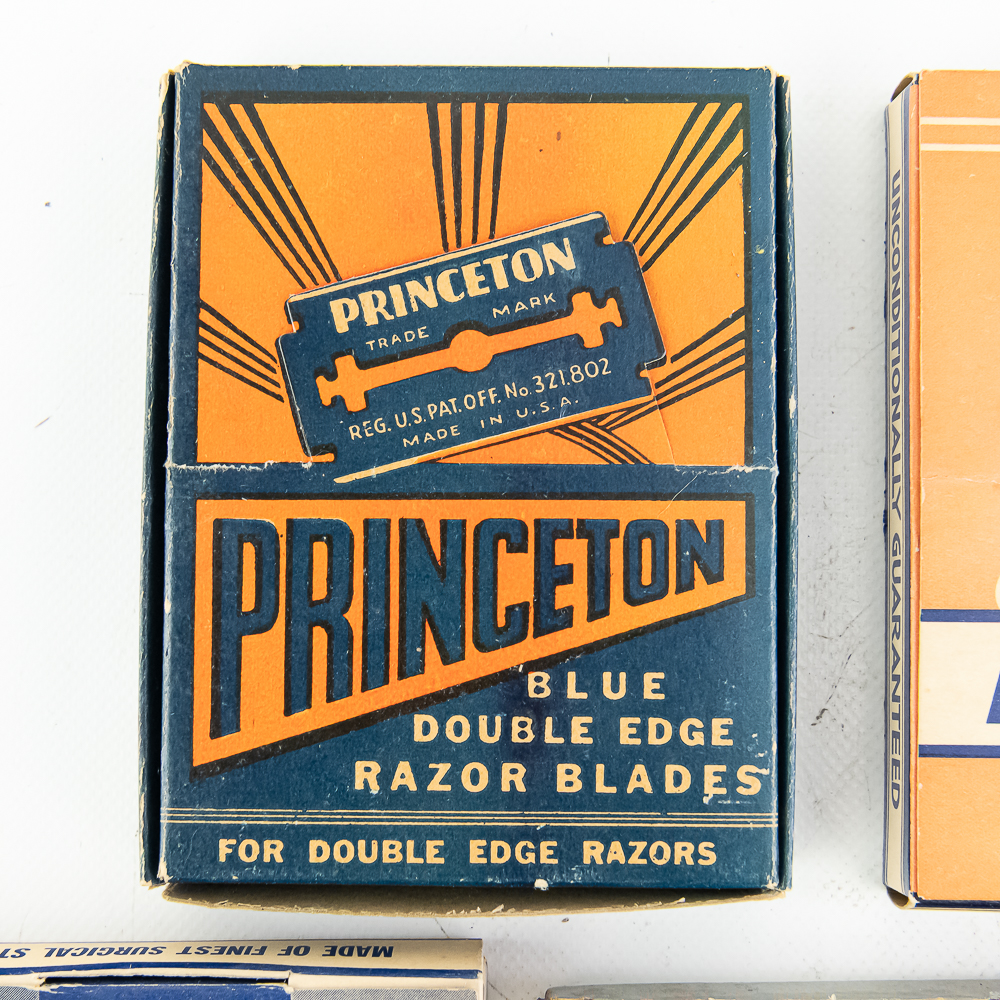 PRINCETON
TRADE MARK
REG. U.S. PAT. OFF. No. 321.802
MADE IN U.S.A.
PRINCETON
BLUE
DOUBLE EDGE
RAZOR BLADES
FOR DOUBLE EDGE RAZORS
UNCONDITIONALLY GUARANTEED
MADE OF FINEST SURGICAL